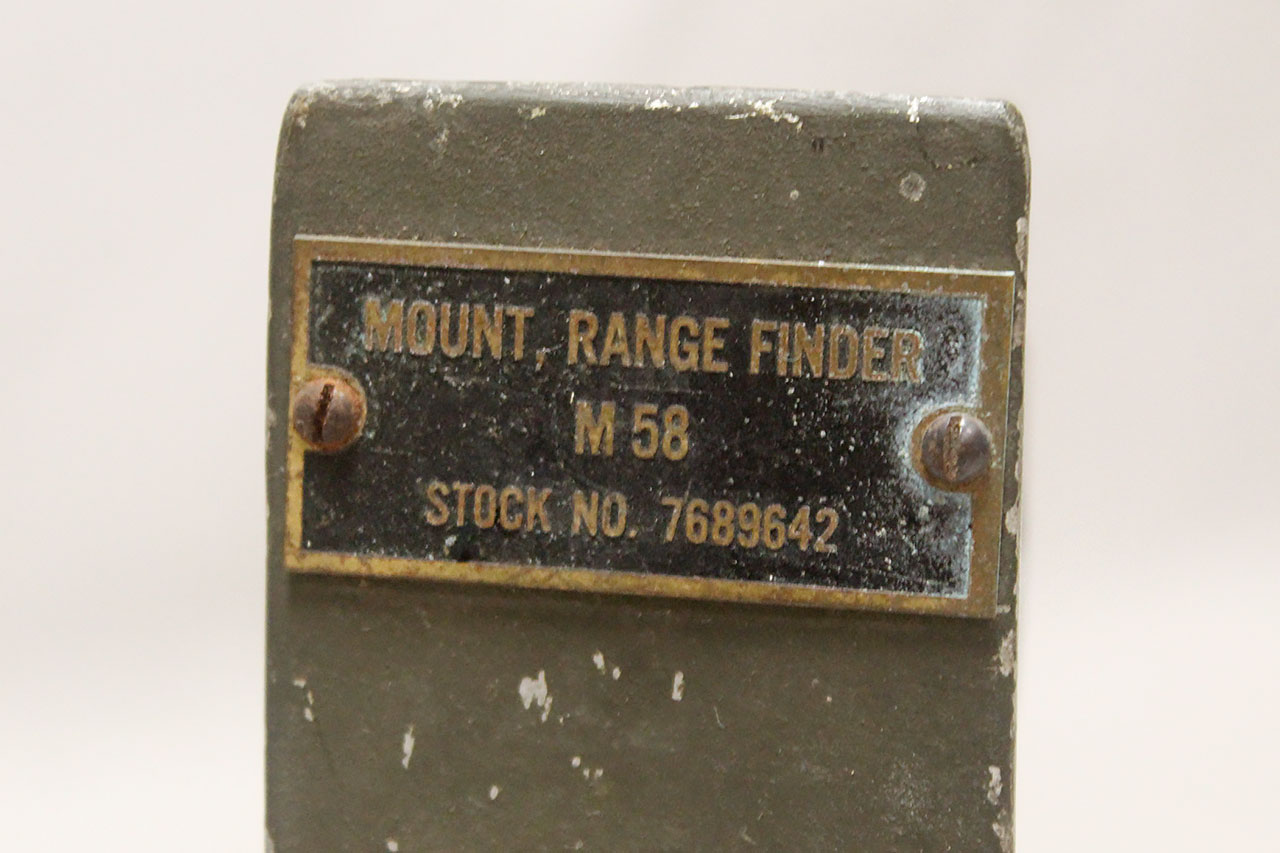 MOUNT, RANGE FINDER
M 58
STOCK NO. 7689642